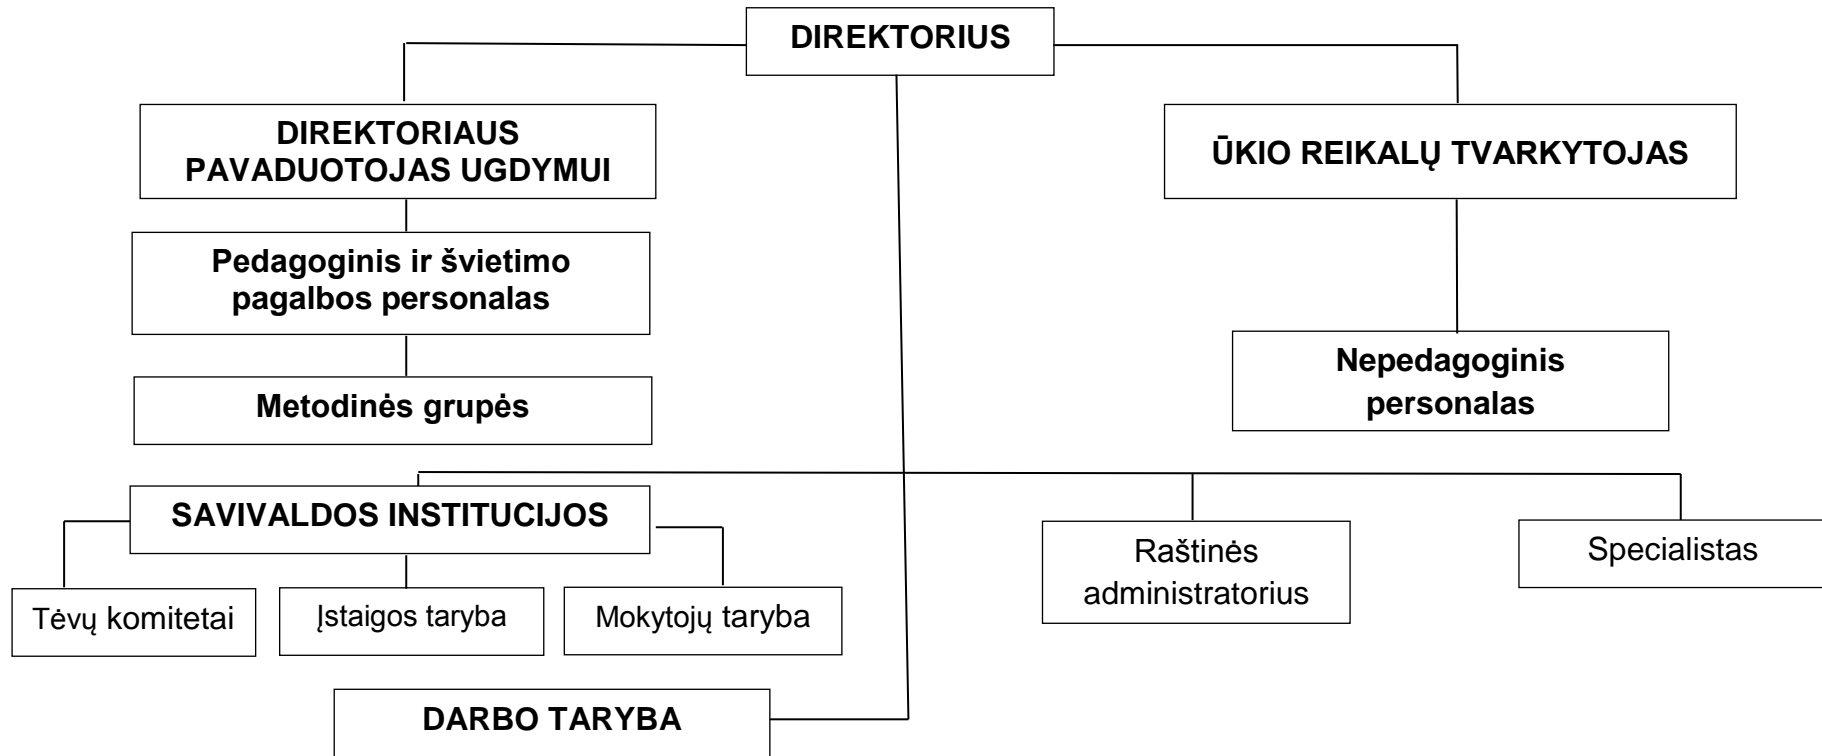 DIREKTORIUS
DIREKTORIAUS
PAVADUOTOJAS UGDYMUI
ŪKIO REIKALŲ TVARKYTOJAS
Pedagoginis ir švietimo
pagalbos personalas
Nepedagoginis
personalas
Metodinės grupės
SAVIVALDOS INSTITUCIJOS
Raštinės
administratorius
Specialistas
Tėvų komitetai
Įstaigos taryba
Mokytojų taryba
DARBO TARYBA